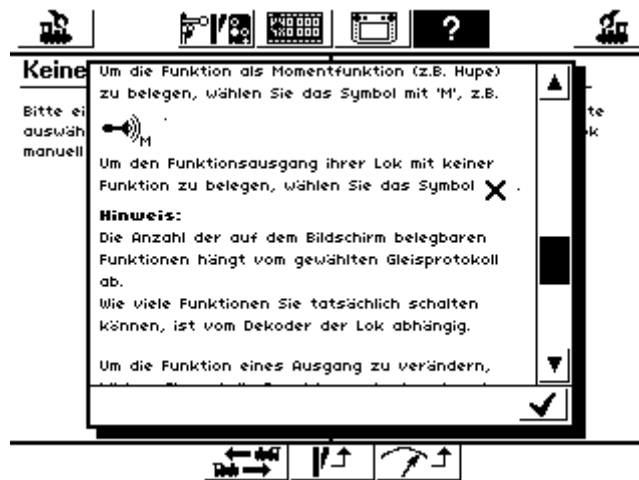 ?
Keine
Bitte ei
auswäh
manuell
te
k
Um die Funktion als Momentfunktion (z.B. Hupe)
zu belegen, wählen Sie das Symbol mit 'M', z.B.
M .
Um den Funktionsausgang ihrer Lok mit keiner
Funktion zu belegen, wählen Sie das Symbol X .
Hinweis:
Die Anzahl der auf dem Bildschirm belegbaren
Funktionen hängt vom gewählten Gleisprotokoll
ab.
Wie viele Funktionen Sie tatsächlich schalten
können, ist vom Dekoder der Lok abhängig.
Um die Funktion eines Ausgang zu verändern,